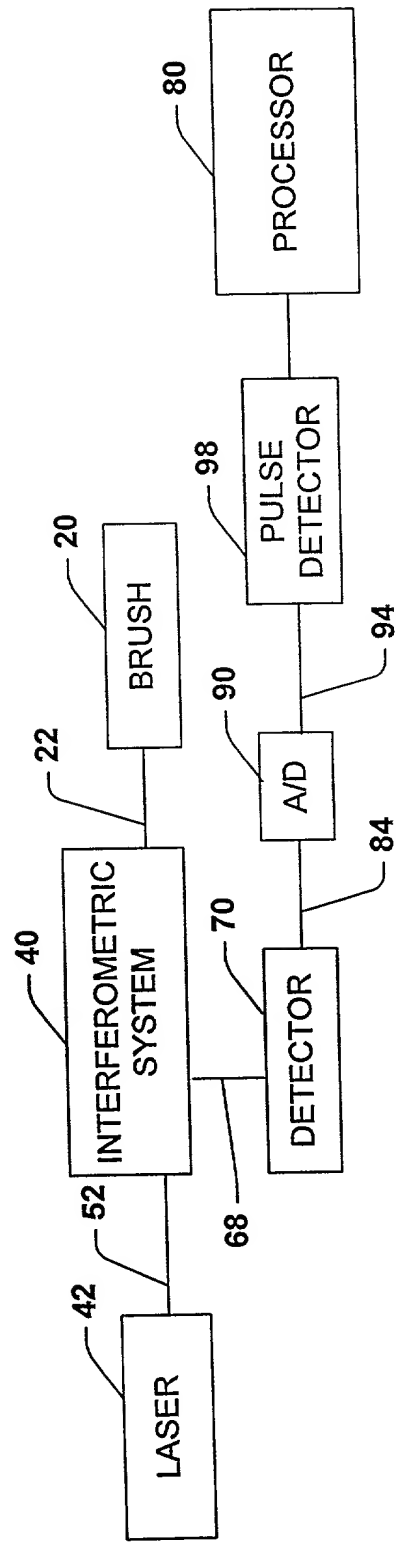 42
LASER
52
40
INTERFEROMETRIC
SYSTEM
22
20
BRUSH
68
70
DETECTOR
84
90
A/D
94
98
PULSE
DETECTOR
80
PROCESSOR